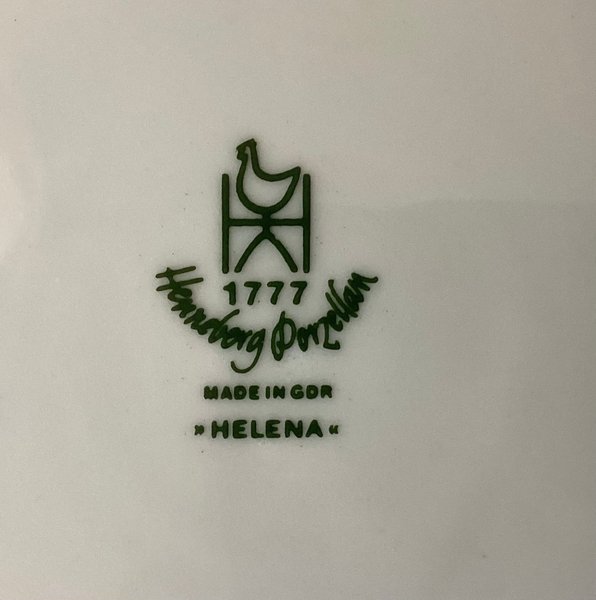 1777
Henneberg Porzellan
MADE IN GDR
»HELENA«